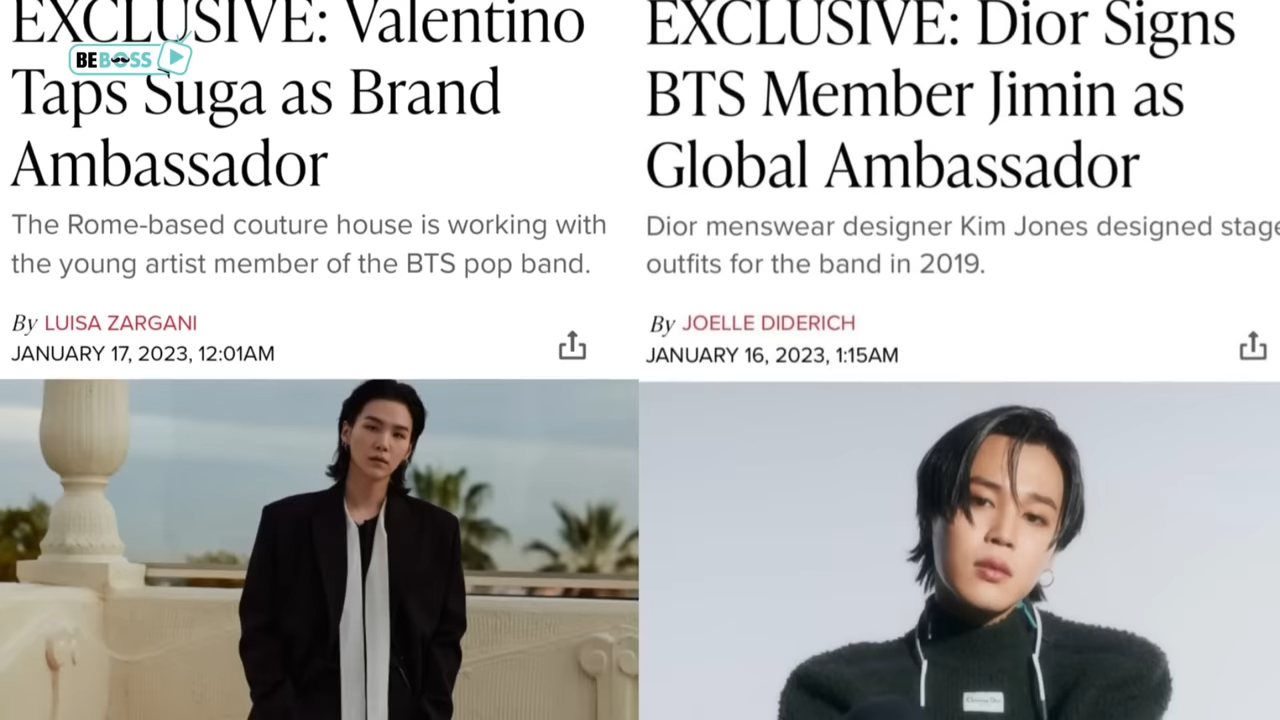 EXCLUSIVE: Valentino
Taps Suga as Brand
Ambassador
The Rome-based couture house is working with
the young artist member of the BTS pop band.
By LUISA ZARGANI
JANUARY 17, 2023, 12:01AM
BEBOSS
EXCLUSIVE: Dior Signs
BTS Member Jimin as
Global Ambassador
Dior menswear designer Kim Jones designed stage
outfits for the band in 2019.
By JOELLE DIDERICH
JANUARY 16, 2023, 1:15AM